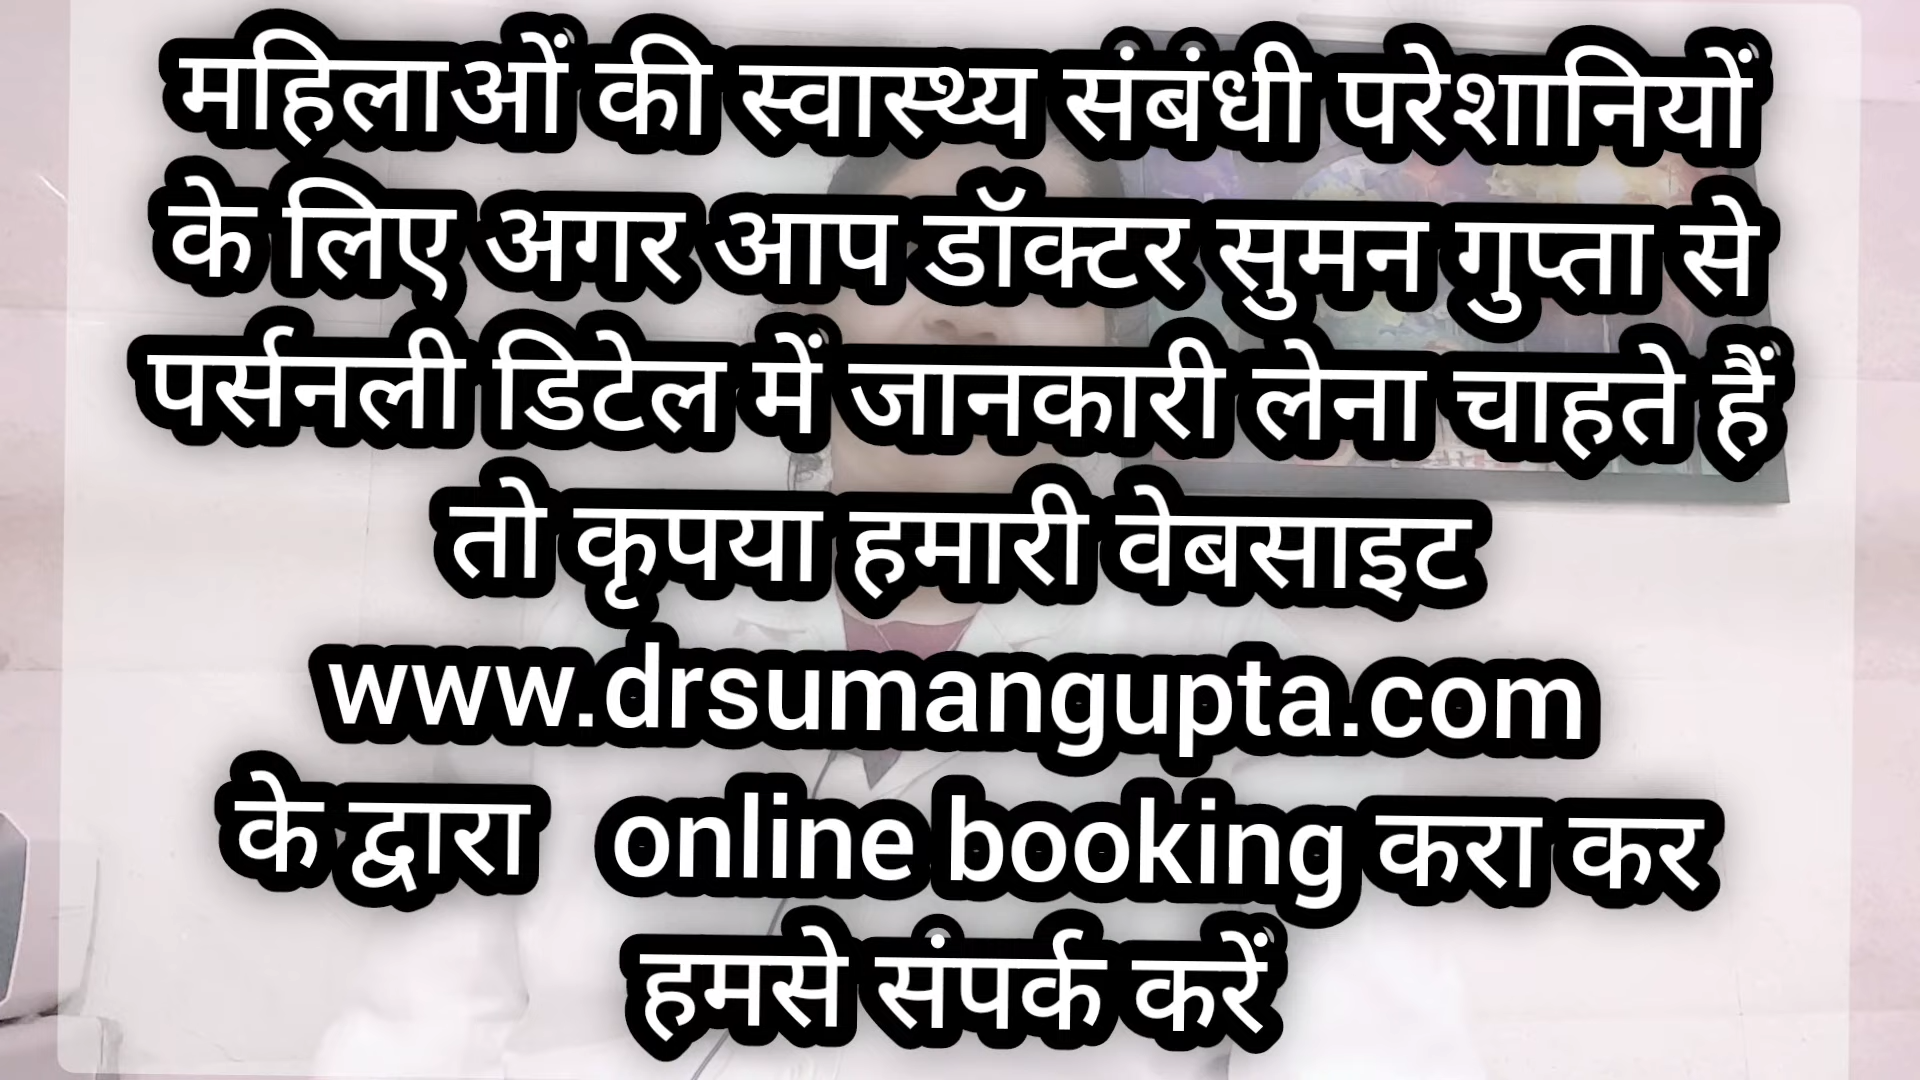 महिलाओं की स्वास्थ्य संबंधी परेशानियों
के लिए अगर आप डॉक्टर सुमन गुप्ता से
पर्सनली डिटेल में जानकारी लेना चाहते हैं
तो कृपया हमारी वेबसाइट
www.drsumangupta.com
के द्वारा online booking करा कर
हमसे संपर्क करें